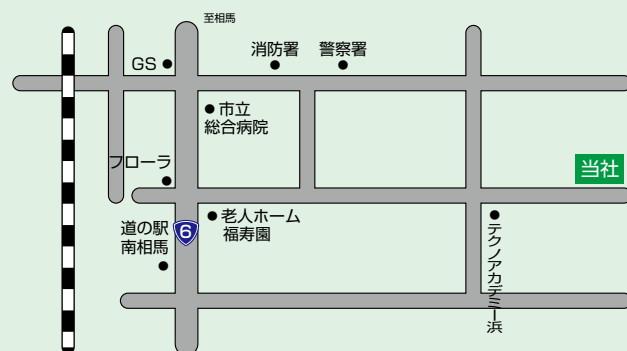 至相馬
消防署
警察署
GS
市立
総合病院
フローラ
当社
老人ホーム
福寿園
道の駅
南相馬
6
テクノアカデミー浜